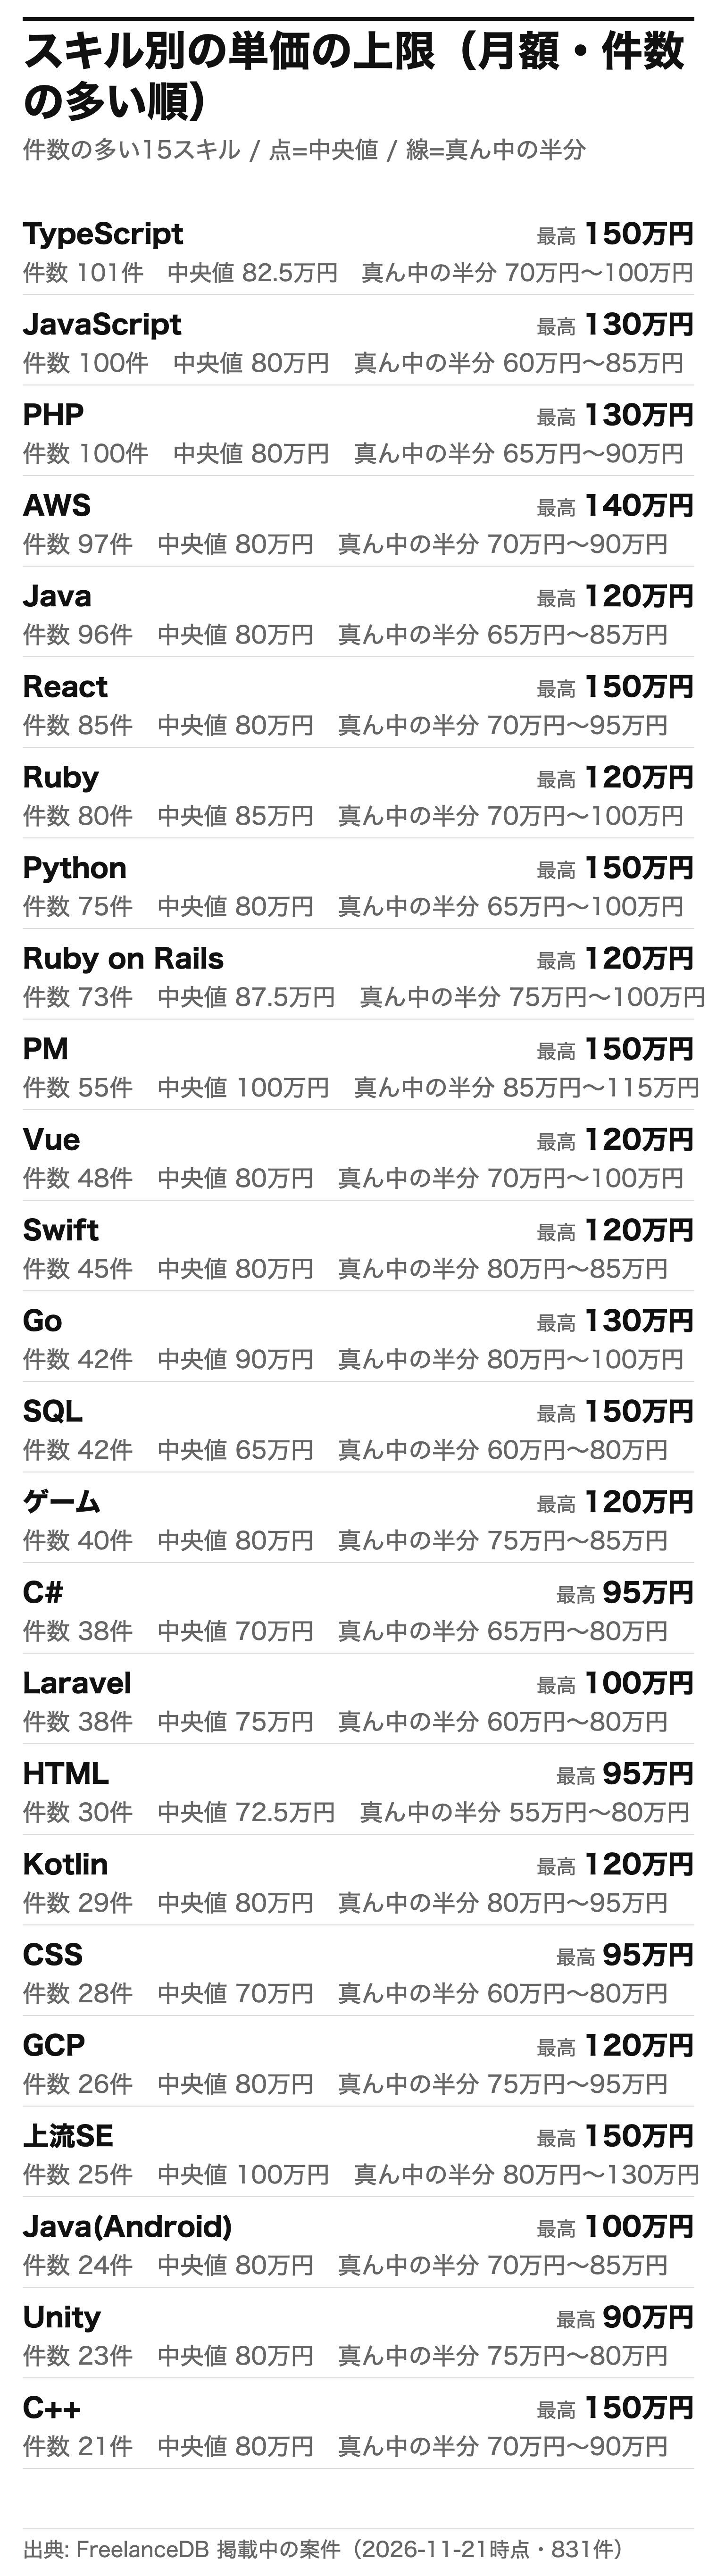 スキル別の単価の上限（月額・件数
の多い順）
件数の多い15スキル / 点=中央値 / 線=真ん中の半分
TypeScript 最高 150万円
件数 101件 中央値 82.5万円 真ん中の半分 70万円〜100万円
JavaScript 最高 130万円
件数 100件 中央値 80万円 真ん中の半分 60万円〜85万円
PHP 最高 130万円
件数 100件 中央値 80万円 真ん中の半分 65万円〜90万円
AWS 最高 140万円
件数 97件 中央値 80万円 真ん中の半分 70万円〜90万円
Java 最高 120万円
件数 96件 中央値 80万円 真ん中の半分 65万円〜85万円
React 最高 150万円
件数 85件 中央値 80万円 真ん中の半分 70万円〜95万円
Ruby 最高 120万円
件数 80件 中央値 85万円 真ん中の半分 70万円〜100万円
Python 最高 150万円
件数 75件 中央値 80万円 真ん中の半分 65万円〜100万円
Ruby on Rails 最高 120万円
件数 73件 中央値 87.5万円 真ん中の半分 75万円〜100万円
PM 最高 150万円
件数 55件 中央値 100万円 真ん中の半分 85万円〜115万円
Vue 最高 120万円
件数 48件 中央値 80万円 真ん中の半分 70万円〜100万円
Swift 最高 120万円
件数 45件 中央値 80万円 真ん中の半分 80万円〜85万円
Go 最高 130万円
件数 42件 中央値 90万円 真ん中の半分 80万円〜100万円
SQL 最高 150万円
件数 42件 中央値 65万円 真ん中の半分 60万円〜80万円
ゲーム 最高 120万円
件数 40件 中央値 80万円 真ん中の半分 75万円〜85万円
C# 最高 95万円
件数 38件 中央値 70万円 真ん中の半分 65万円〜80万円
Laravel 最高 100万円
件数 38件 中央値 75万円 真ん中の半分 60万円〜80万円
HTML 最高 95万円
件数 30件 中央値 72.5万円 真ん中の半分 55万円〜80万円
Kotlin 最高 120万円
件数 29件 中央値 80万円 真ん中の半分 80万円〜95万円
CSS 最高 95万円
件数 28件 中央値 70万円 真ん中の半分 60万円〜80万円
GCP 最高 120万円
件数 26件 中央値 80万円 真ん中の半分 75万円〜95万円
上流SE 最高 150万円
件数 25件 中央値 100万円 真ん中の半分 80万円〜130万円
Java(Android) 最高 100万円
件数 24件 中央値 80万円 真ん中の半分 70万円〜85万円
Unity 最高 90万円
件数 23件 中央値 80万円 真ん中の半分 75万円〜80万円
C++ 最高 150万円
件数 21件 中央値 80万円 真ん中の半分 70万円〜90万円
出典: FreelanceDB 掲載中の案件（2026-11-21時点・831件）